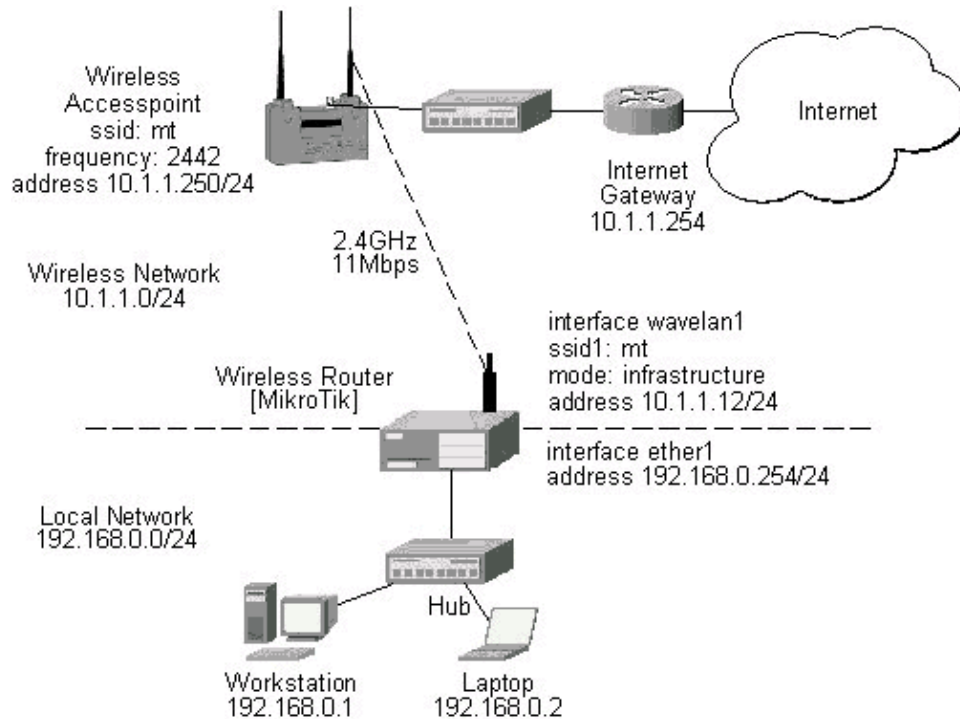 Wireless
Accesspoint
ssid: mt
frequency: 2442
address 10.1.1.250/24
Internet
Internet
Gateway
10.1.1.254
2.4GHz
11Mbps
Wireless Network
10.1.1.0/24
interface wavelan1
ssid1: mt
mode: infrastructure
address 10.1.1.12/24
Wireless Router
[MikroTik]
interface ether1
address 192.168.0.254/24
Local Network
192.168.0.0/24
Hub
Workstation
192.168.0.1
Laptop
192.168.0.2